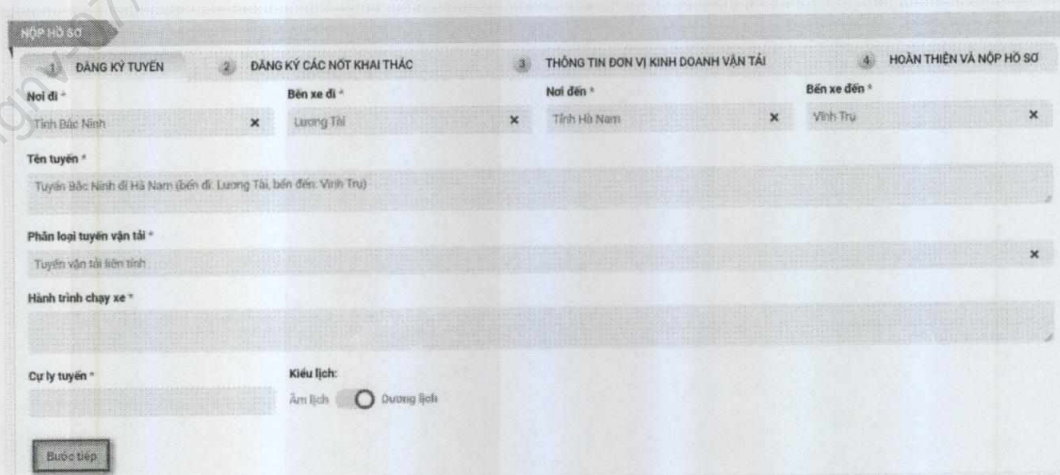 NỘP HỒ SƠ
1 ĐĂNG KÝ TUYẾN 2 ĐĂNG KÝ CÁC NỐT KHAI THÁC 3 THÔNG TIN ĐƠN VỊ KINH DOANH VẬN TẢI 4 HOÀN THIỆN VÀ NỘP HỒ SƠ
Nơi đi * Bến xe đi * Nơi đến * Bến xe đến *
Tỉnh Bắc Ninh × Lương Tài × Tỉnh Hà Nam × Vĩnh Trụ ×
Tên tuyến *
Tuyến Bắc Ninh đi Hà Nam (bến đi: Lương Tài, bến đến: Vĩnh Trụ)
Phân loại tuyến vận tải *
Tuyến vận tải liên tỉnh ×
Hành trình chạy xe *
Cự ly tuyến * Kiểu lịch:
Âm lịch Dương lịch
Bước tiếp